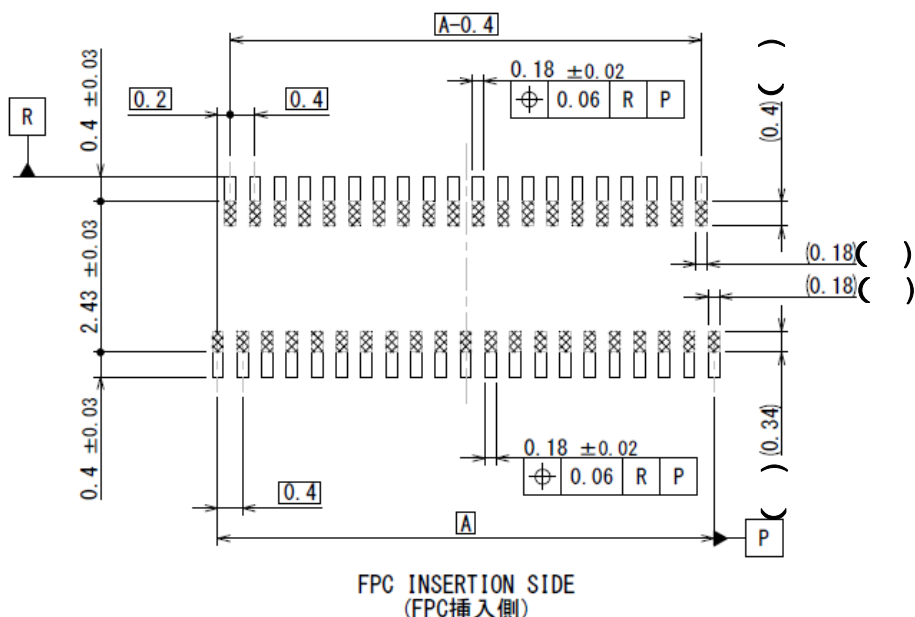 A-0.4
0.18 ±0.02
0.06 R P
0.2
0.4
R
0.4 ±0.03
(0.4) ( )
(0.18) ( )
(0.18) ( )
2.43 ±0.03
0.4 ±0.03
0.18 ±0.02
0.06 R P
(0.34) ( )
0.4
A
P
FPC INSERTION SIDE
(FPC挿入側)